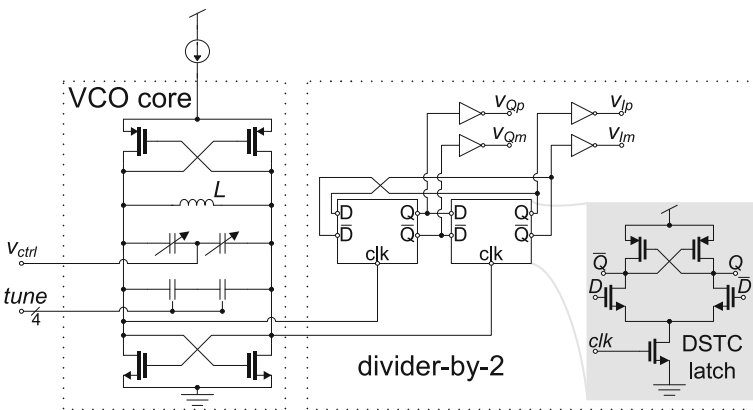 VCO core
L
v_ctrl
tune
4
v_Qp
v_Qm
v_Ip
v_Im
D Q
D̅ Q̅
clk
D Q
D̅ Q̅
clk
divider-by-2
Q̅ Q
D D̅
clk
DSTC
latch